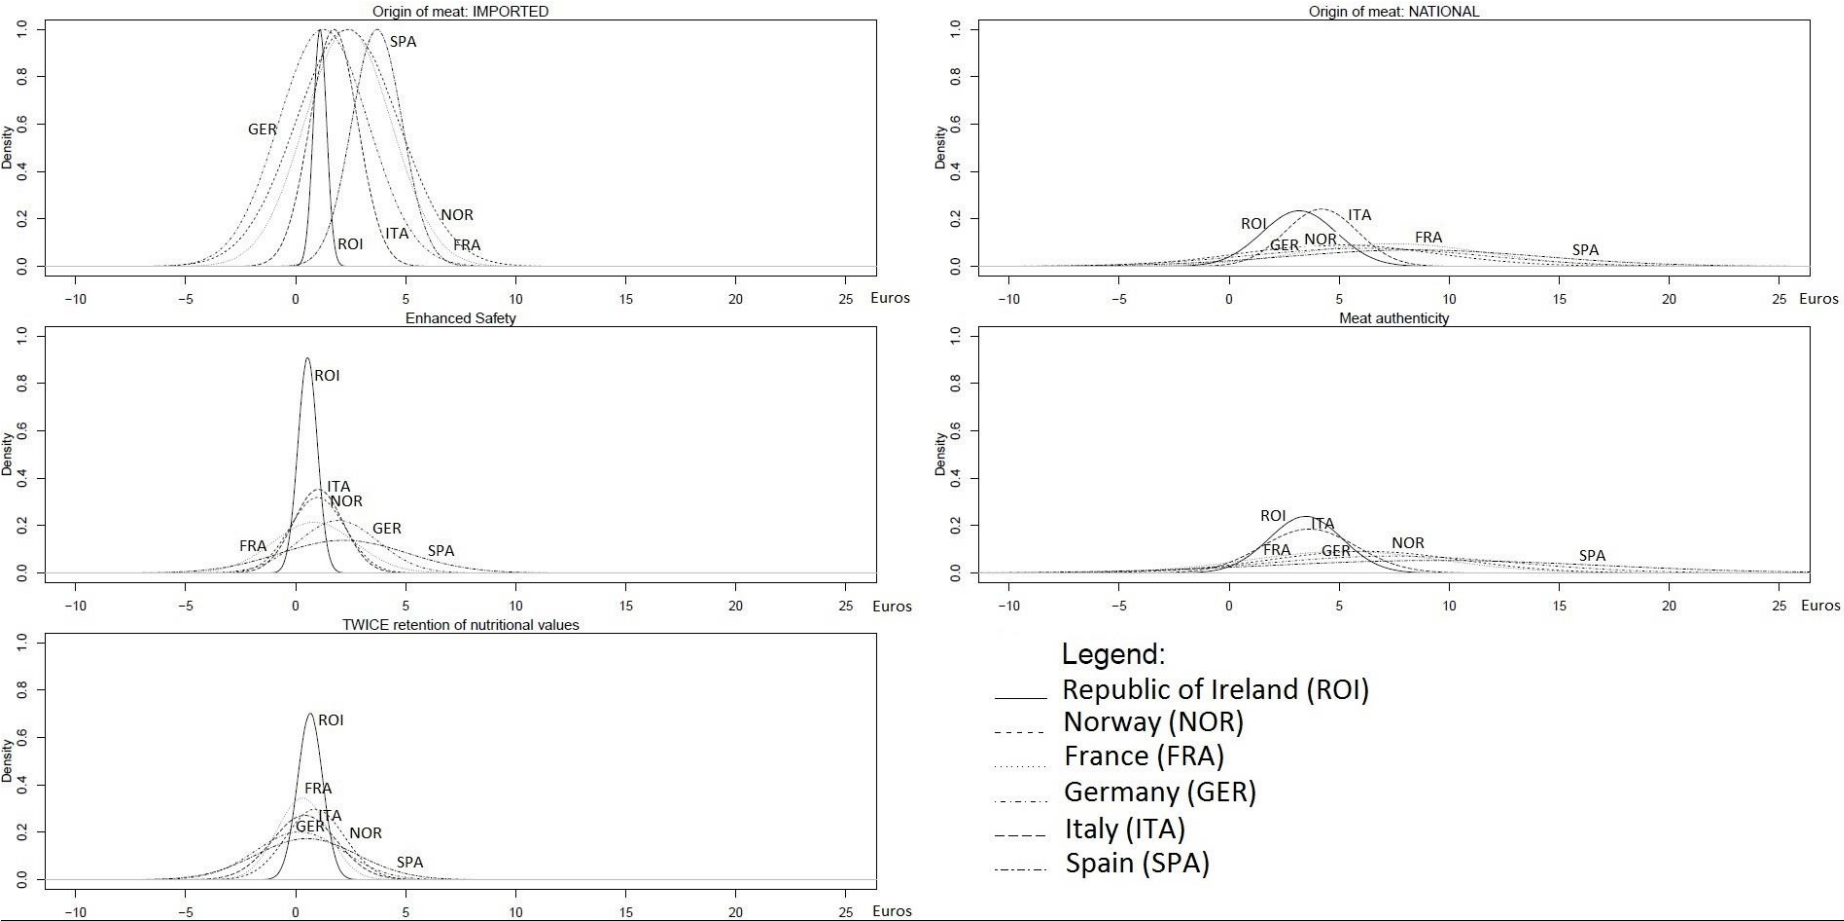 Origin of meat: IMPORTED
Density
0.0 0.2 0.4 0.6 0.8 1.0
GER
SPA
NOR
ITA
ROI
FRA
−10 −5 0 5 10 15 20 25 Euros
Origin of meat: NATIONAL
Density
0.0 0.2 0.4 0.6 0.8 1.0
ROI
ITA
GER
NOR
FRA
SPA
−10 −5 0 5 10 15 20 25 Euros
Enhanced Safety
Density
0.0 0.2 0.4 0.6 0.8 1.0
ROI
ITA
NOR
GER
FRA
SPA
−10 −5 0 5 10 15 20 25 Euros
Meat authenticity
Density
0.0 0.2 0.4 0.6 0.8 1.0
ROI
ITA
FRA
GER
NOR
SPA
−10 −5 0 5 10 15 20 25 Euros
TWICE retention of nutritional values
Density
0.0 0.2 0.4 0.6 0.8 1.0
ROI
FRA
ITA
GER
NOR
SPA
−10 −5 0 5 10 15 20 25 Euros
Legend:
Republic of Ireland (ROI)
Norway (NOR)
France (FRA)
Germany (GER)
Italy (ITA)
Spain (SPA)